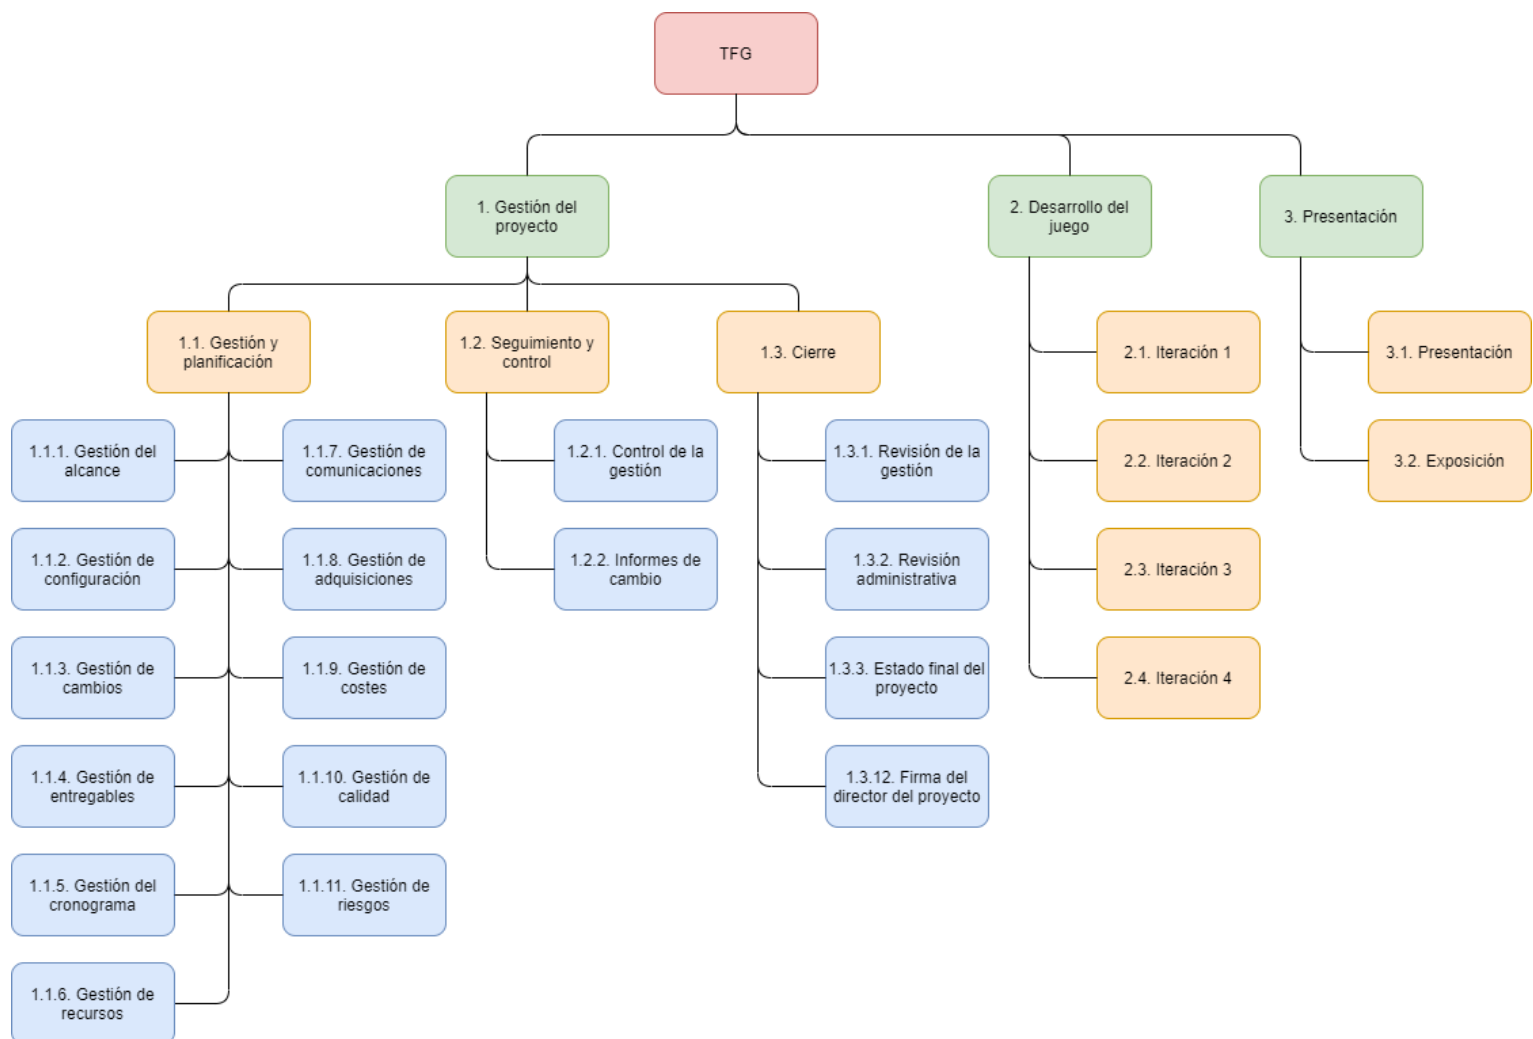 TFG
1. Gestión del
proyecto
2. Desarrollo del
juego
3. Presentación
1.1. Gestión y
planificación
1.2. Seguimiento y
control
1.3. Cierre
2.1. Iteración 1
3.1. Presentación
1.1.1. Gestión del
alcance
1.1.7. Gestión de
comunicaciones
1.2.1. Control de la
gestión
1.3.1. Revisión de la
gestión
2.2. Iteración 2
3.2. Exposición
1.1.2. Gestión de
configuración
1.1.8. Gestión de
adquisiciones
1.2.2. Informes de
cambio
1.3.2. Revisión
administrativa
2.3. Iteración 3
1.1.3. Gestión de
cambios
1.1.9. Gestión de
costes
1.3.3. Estado final del
proyecto
2.4. Iteración 4
1.1.4. Gestión de
entregables
1.1.10. Gestión de
calidad
1.3.12. Firma del
director del proyecto
1.1.5. Gestión del
cronograma
1.1.11. Gestión de
riesgos
1.1.6. Gestión de
recursos